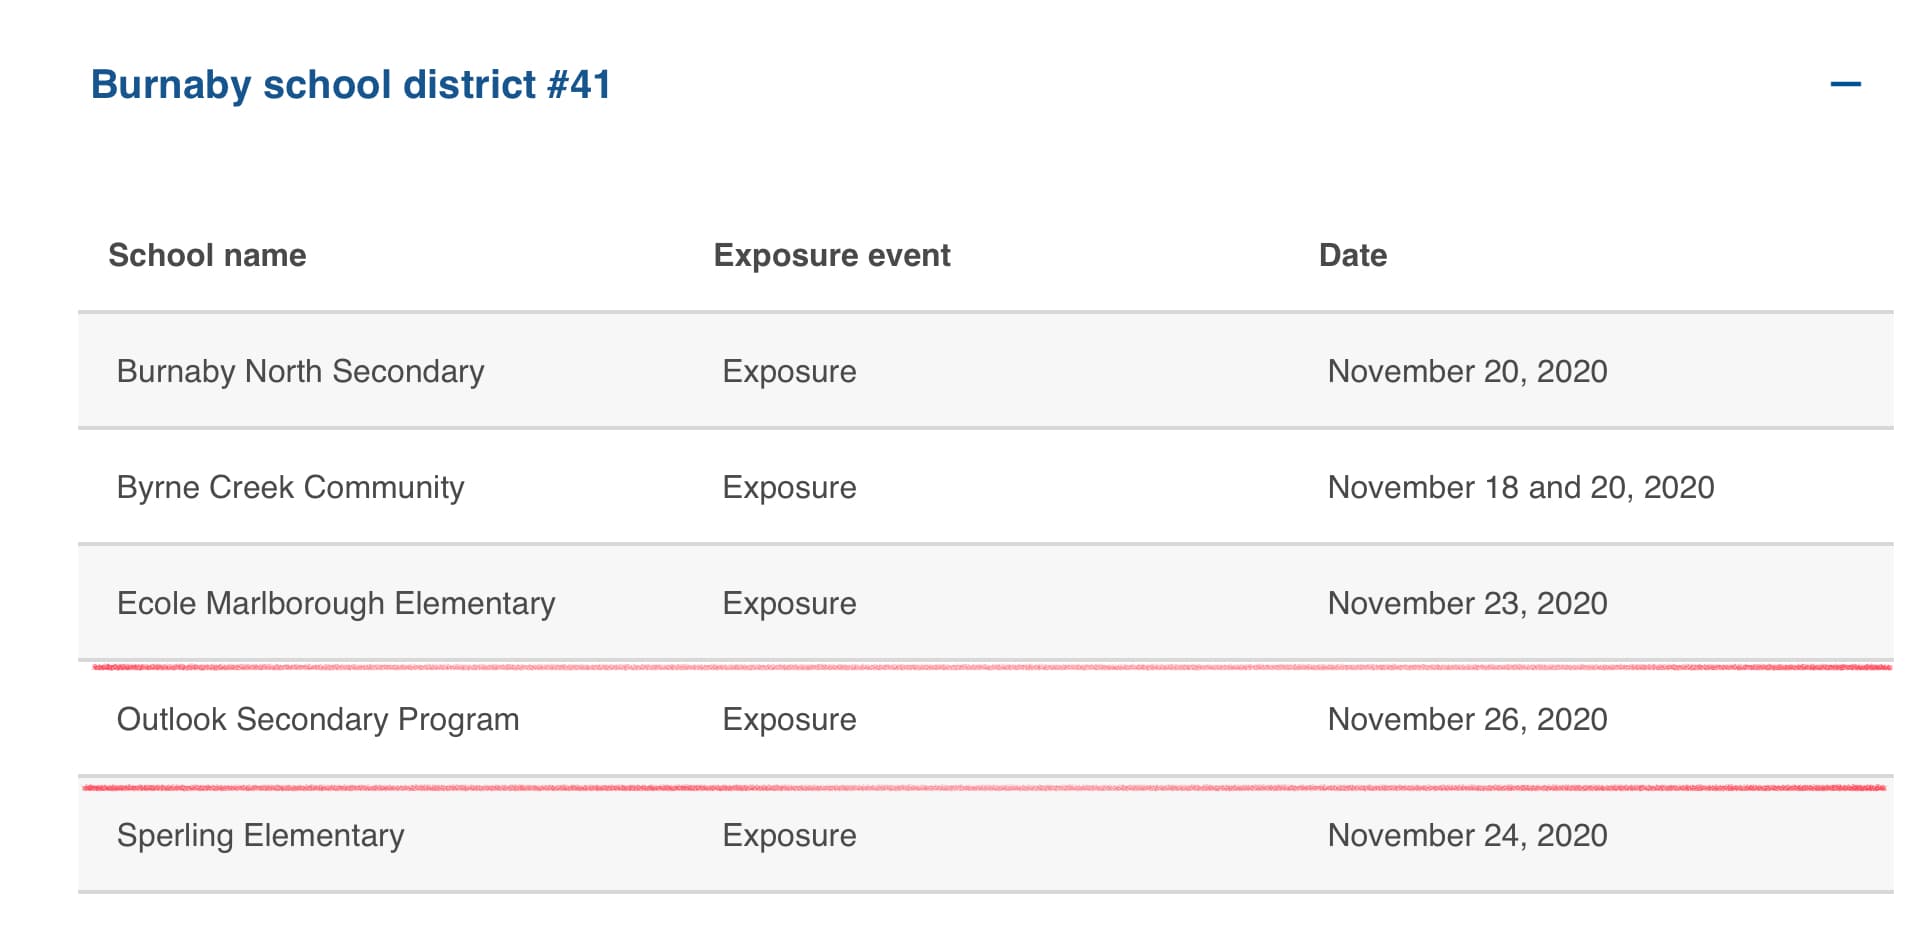 Burnaby school district #41
School name Exposure event Date
Burnaby North Secondary Exposure November 20, 2020
Byrne Creek Community Exposure November 18 and 20, 2020
Ecole Marlborough Elementary Exposure November 23, 2020
Outlook Secondary Program Exposure November 26, 2020
Sperling Elementary Exposure November 24, 2020